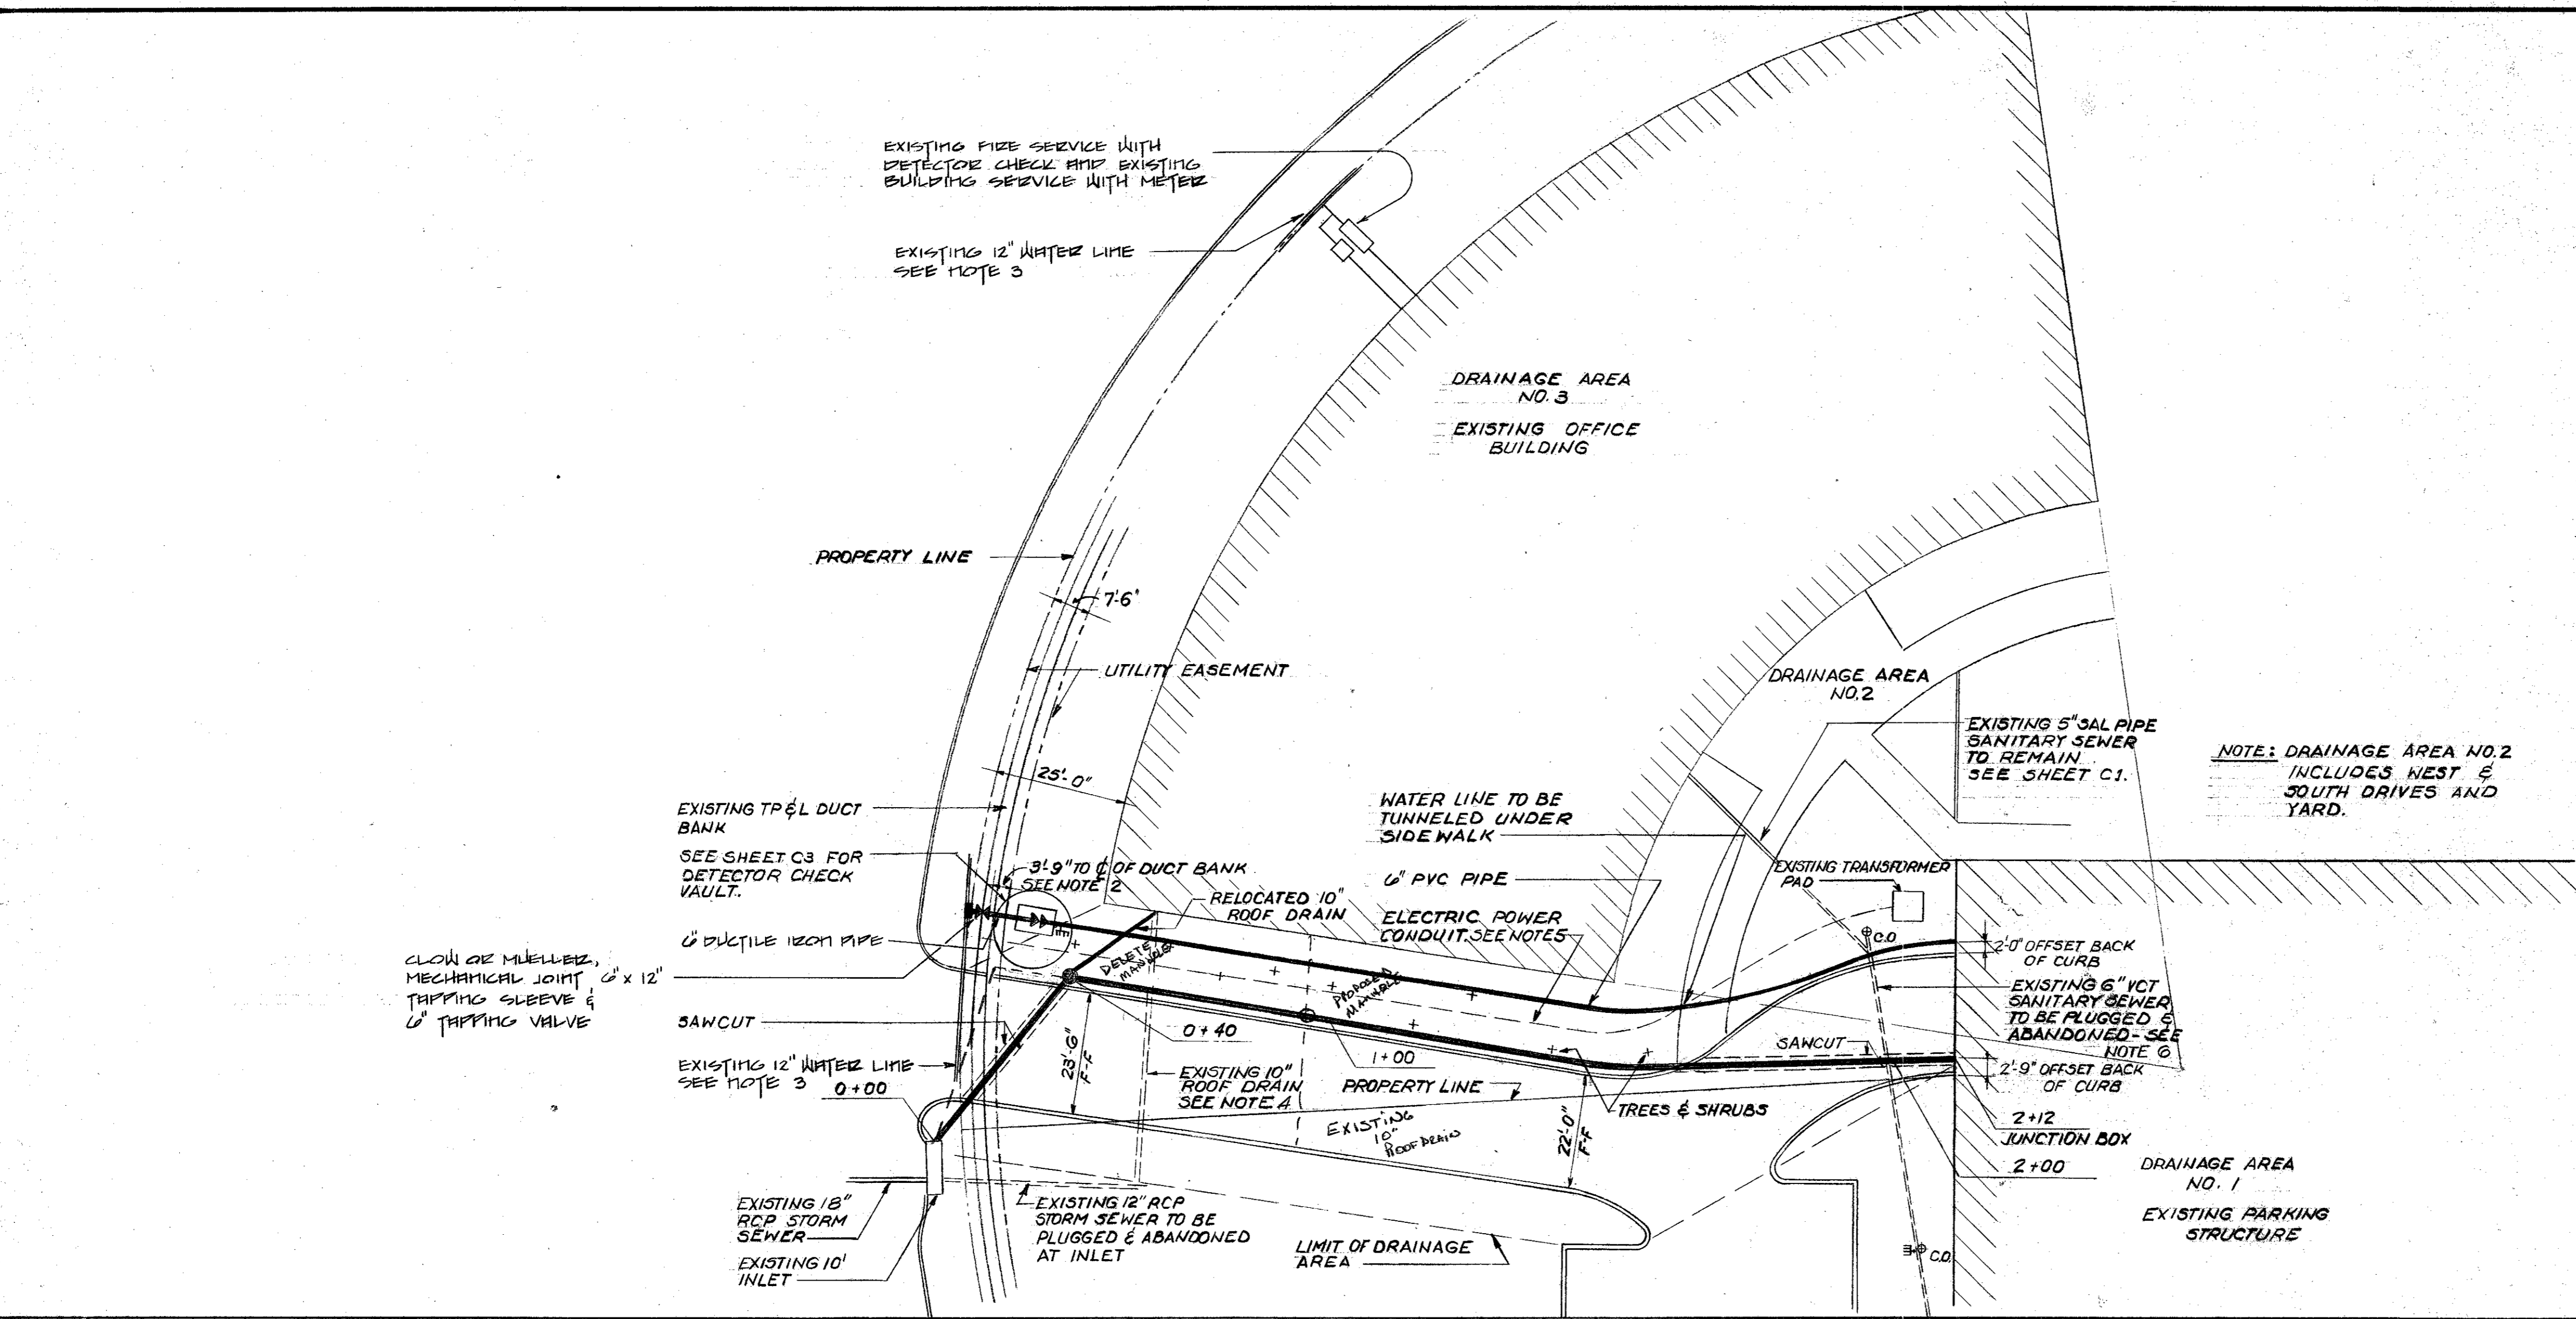 EXISTING FIRE SERVICE WITH
DETECTOR CHECK AND EXISTING
BUILDING SERVICE WITH METER
EXISTING 12" WATER LINE
SEE NOTE 3
DRAINAGE AREA
NO. 3
EXISTING OFFICE
BUILDING
PROPERTY LINE
7'-6"
UTILITY EASEMENT
DRAINAGE AREA
NO. 2
EXISTING 5" SAL PIPE
SANITARY SEWER
TO REMAIN
SEE SHEET C1.
NOTE: DRAINAGE AREA NO. 2
INCLUDES WEST &
SOUTH DRIVES AND
YARD.
25'-0"
EXISTING TP&L DUCT
BANK
WATER LINE TO BE
TUNNELED UNDER
SIDEWALK
SEE SHEET C3 FOR
DETECTOR CHECK
VAULT.
3'-9" TO ℄ OF DUCT BANK
SEE NOTE 2
6" PVC PIPE
EXISTING TRANSFORMER
PAD
RELOCATED 10"
ROOF DRAIN
ELECTRIC POWER
CONDUIT. SEE NOTE 5
6" DUCTILE IRON PIPE
CLOW OR MUELLER,
MECHANICAL JOINT 6" x 12"
TAPPING SLEEVE &
6" TAPPING VALVE
DELETE
MANHOLE
PROPOSED
MANHOLE
C.O.
2'-0" OFFSET BACK
OF CURB
EXISTING 6" VCT
SANITARY SEWER
TO BE PLUGGED &
ABANDONED - SEE
NOTE 6
SAWCUT
0+40
1+00
SAWCUT
23'-6"
F-F
EXISTING 12" WATER LINE
SEE NOTE 3
0+00
EXISTING 10"
ROOF DRAIN
SEE NOTE 4
PROPERTY LINE
2'-9" OFFSET BACK
OF CURB
TREES & SHRUBS
EXISTING
10"
ROOF DRAIN
22'-0"
F-F
2+12
JUNCTION BOX
2+00
DRAINAGE AREA
NO. 1
EXISTING PARKING
STRUCTURE
EXISTING 18"
RCP STORM
SEWER
EXISTING 10'
INLET
EXISTING 12" RCP
STORM SEWER TO BE
PLUGGED & ABANDONED
AT INLET
LIMIT OF DRAINAGE
AREA
C.O.